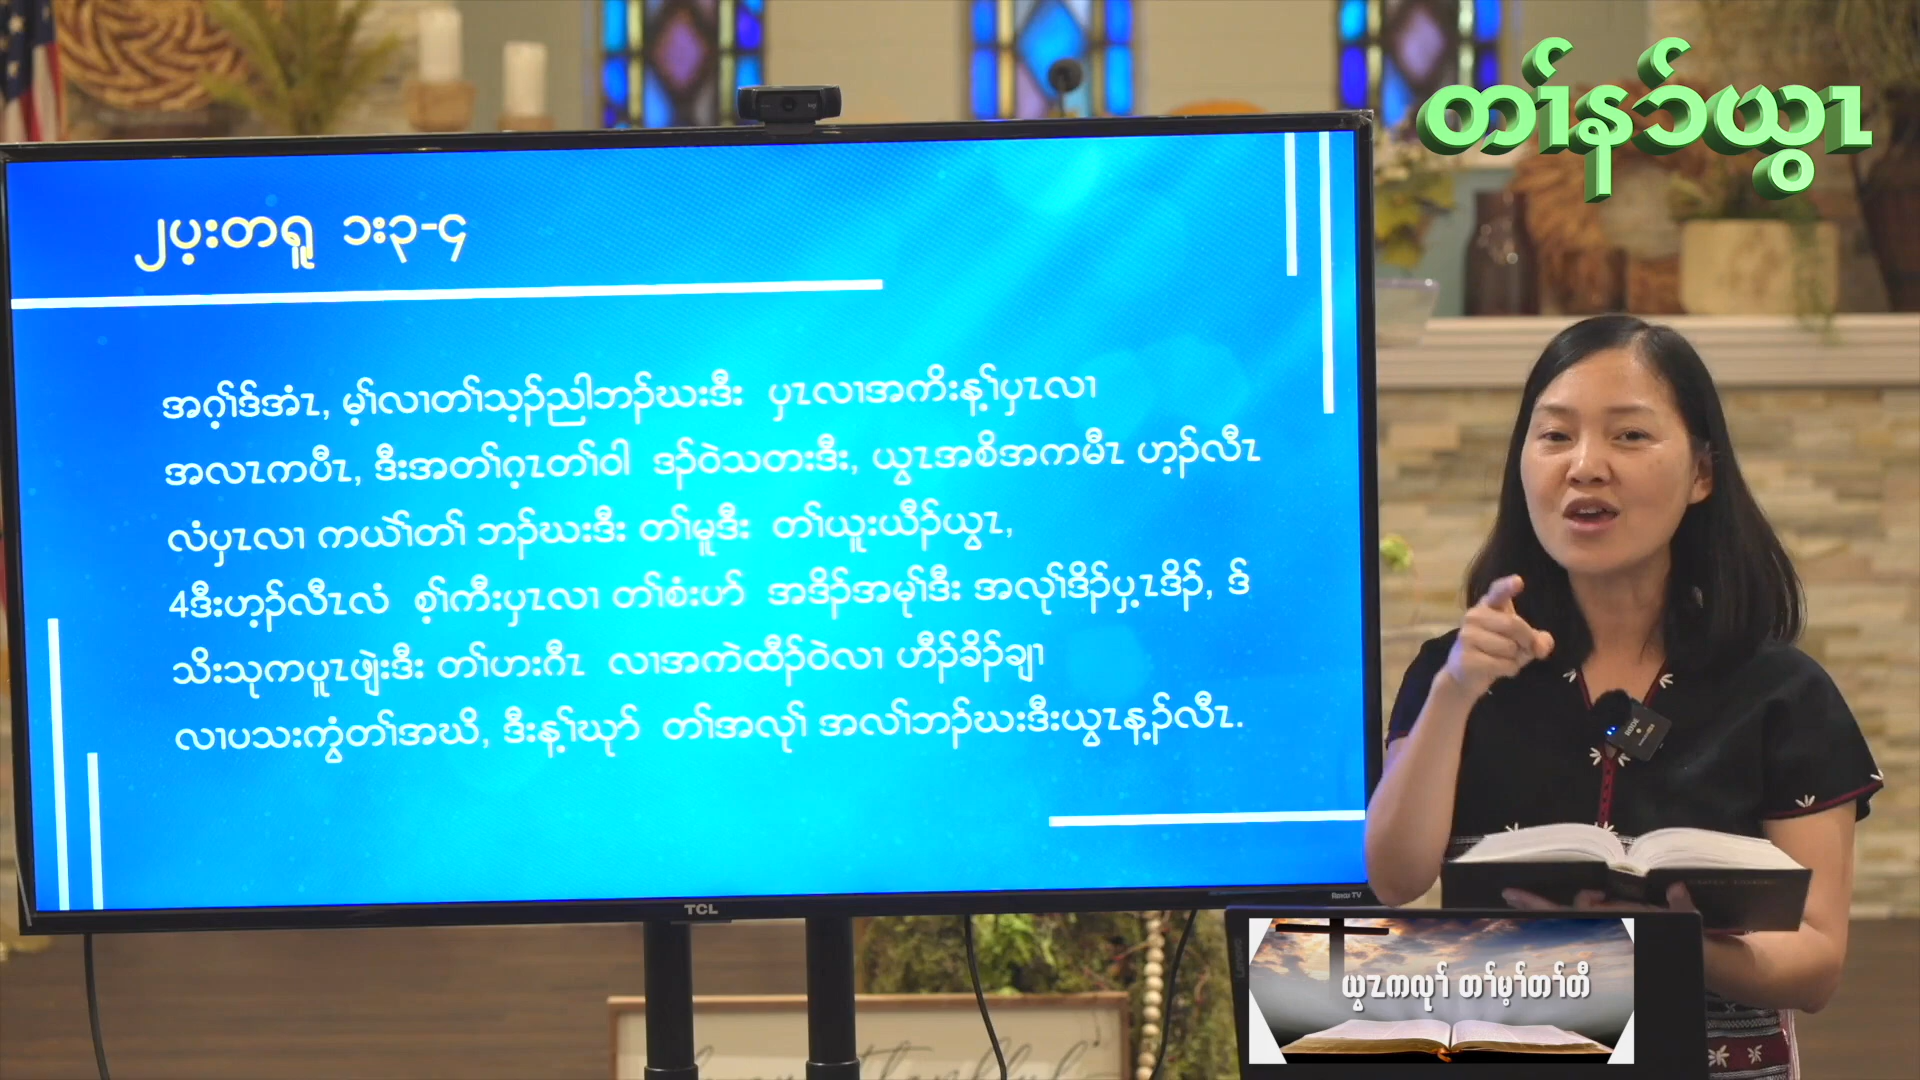 တၢ်နာ်ယွၤ
၂ပ့းတရူ ၁း၃-၄
အဂ့ၢ်ဒ်အံၤ, မ့ၢ်လၢတၢ်သ့ၣ်ညါဘၣ်ဃးဒီး ပှၤလၢအကိးန့ၢ်ပှၤလၢ
အလၤကပီၤ, ဒီးအတၢ်ဂ့ၤတၢ်ဝါ ဒၣ်ဝဲသတးဒီး, ယွၤအစိအကမီၤ ဟ့ၣ်လီၤ
လံပှၤလၢ ကယဲၢ်တၢ် ဘၣ်ဃးဒီး တၢ်မူဒီး တၢ်ယူးယီၣ်ယွၤ,
4ဒီးဟ့ၣ်လီၤလံ စ့ၢ်ကီးပှၤလၢ တၢ်စံးဟ် အဒိၣ်အမုၢ်ဒီး အလုၢ်ဒိၣ်ပှ့ၤဒိၣ်, ဒ်
သိးသုကပူၤဖျဲးဒီး တၢ်ဟးဂီၤ လၢအကဲထီၣ်ဝဲလၢ ဟီၣ်ခိၣ်ချၢ
လၢပသးကွံတၢ်အဃိ, ဒီးန့ၢ်ဃုာ် တၢ်အလုၢ် အလၢ်ဘၣ်ဃးဒီးယွၤန့ၣ်လီၤ.
TCL
ယွၤကလုၢ် တၢ်မ့ၢ်တၢ်တီ